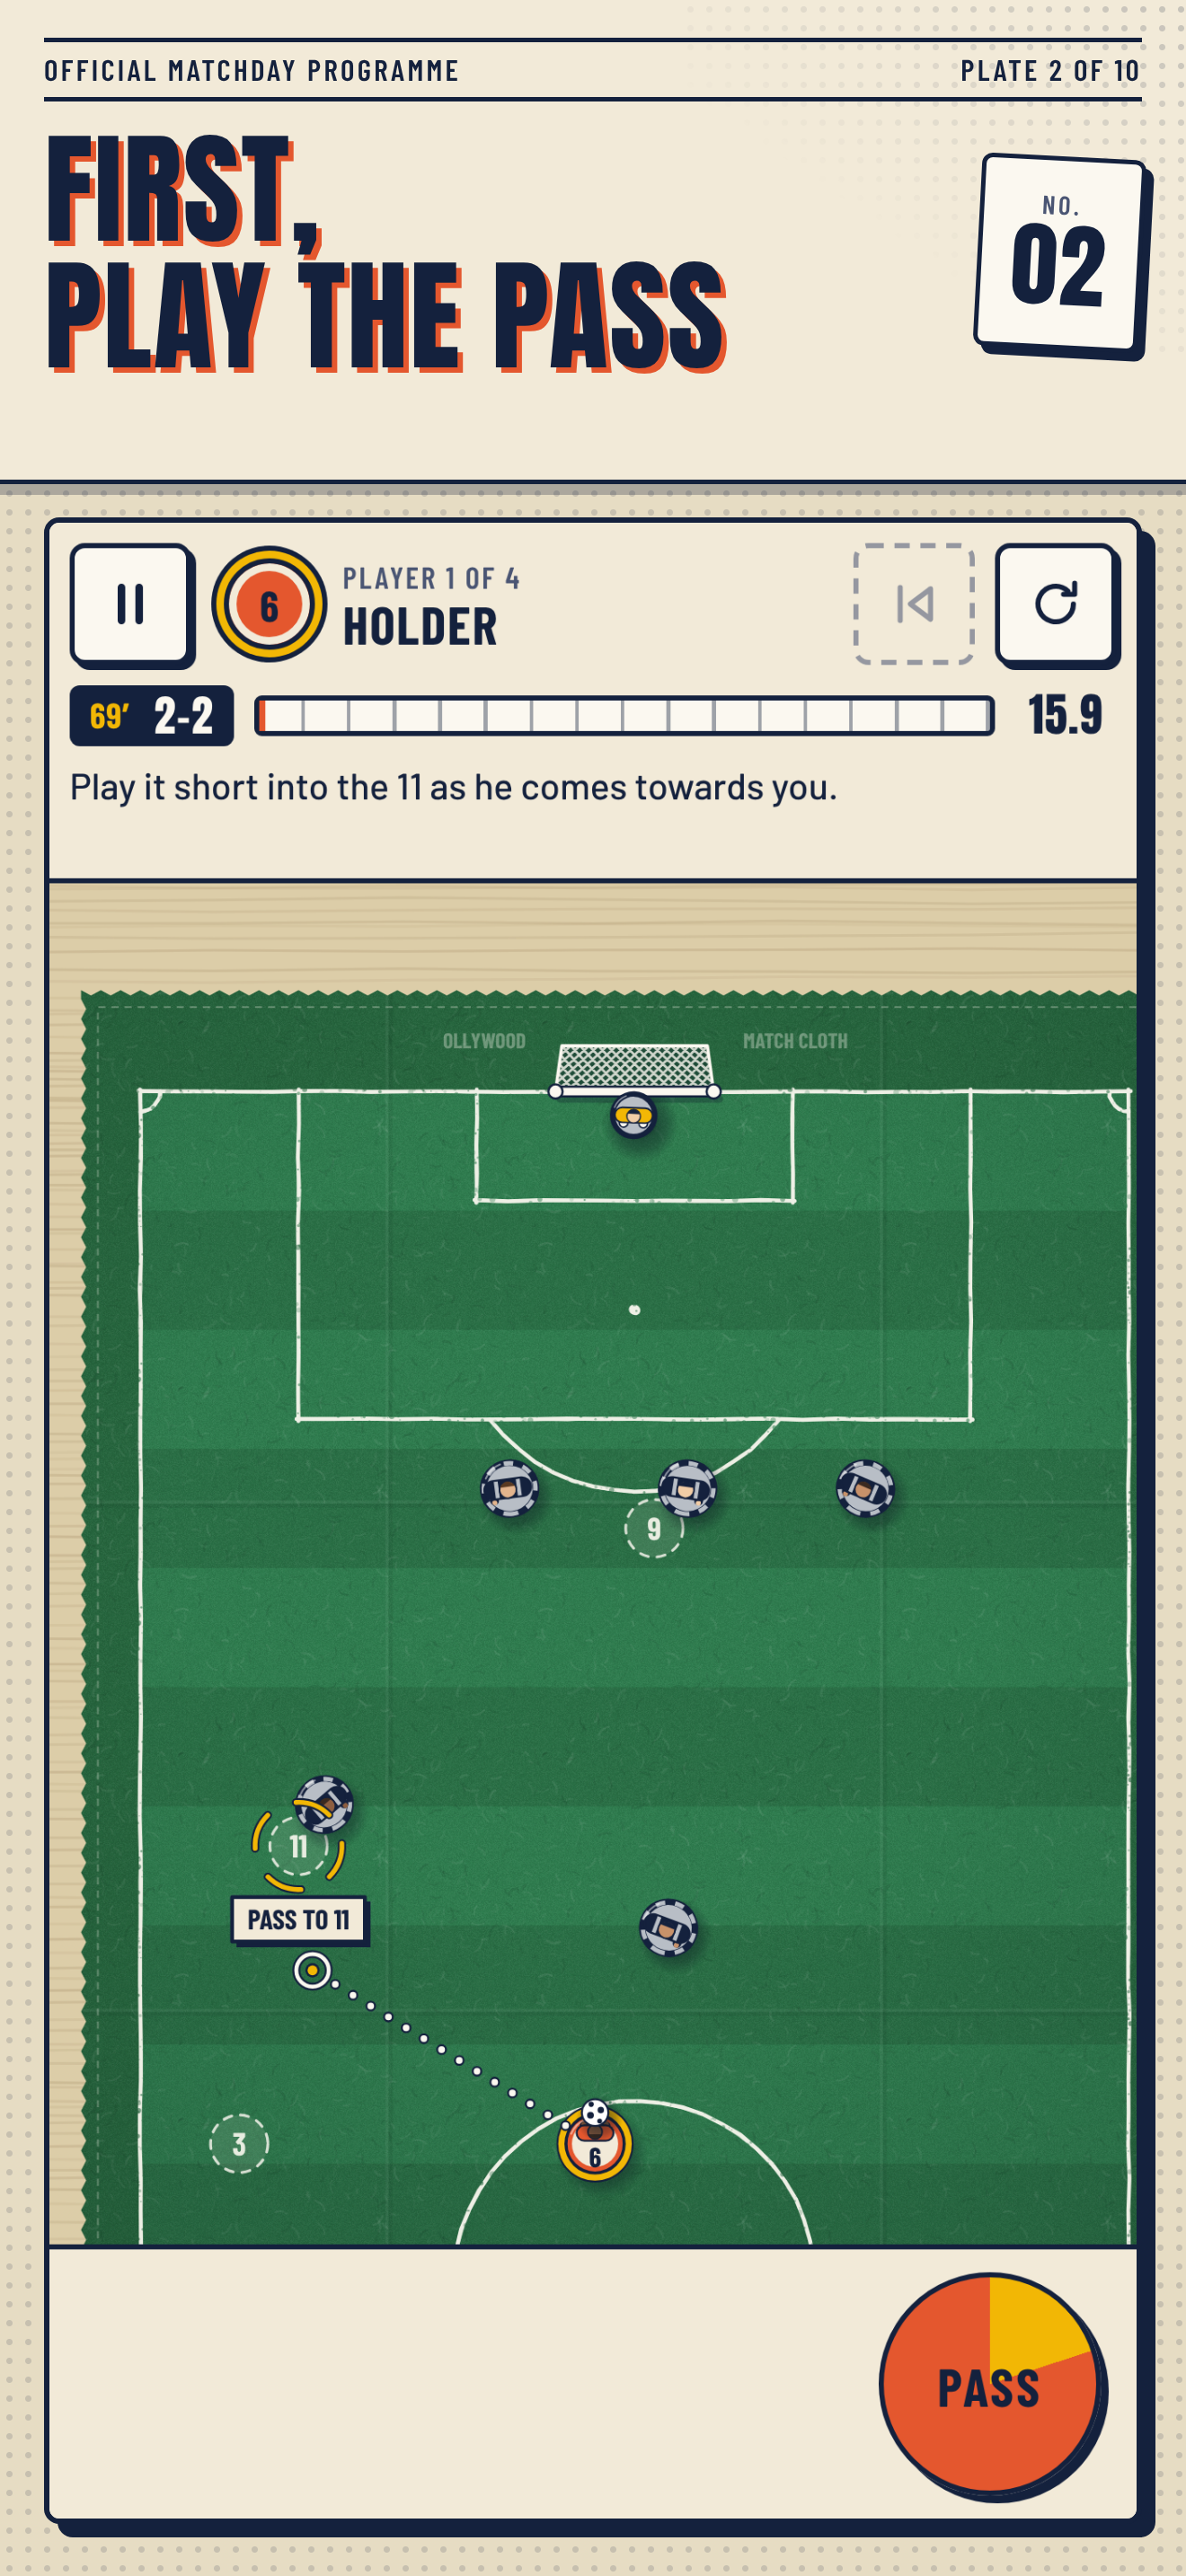 OFFICIAL MATCHDAY PROGRAMME
PLATE 2 OF 10
FIRST,
PLAY THE PASS
NO.
02
6
PLAYER 1 OF 4
HOLDER
69′ 2-2
15.9
Play it short into the 11 as he comes towards you.
OLLYWOOD
MATCH CLOTH
9
11
PASS TO 11
3
6
PASS